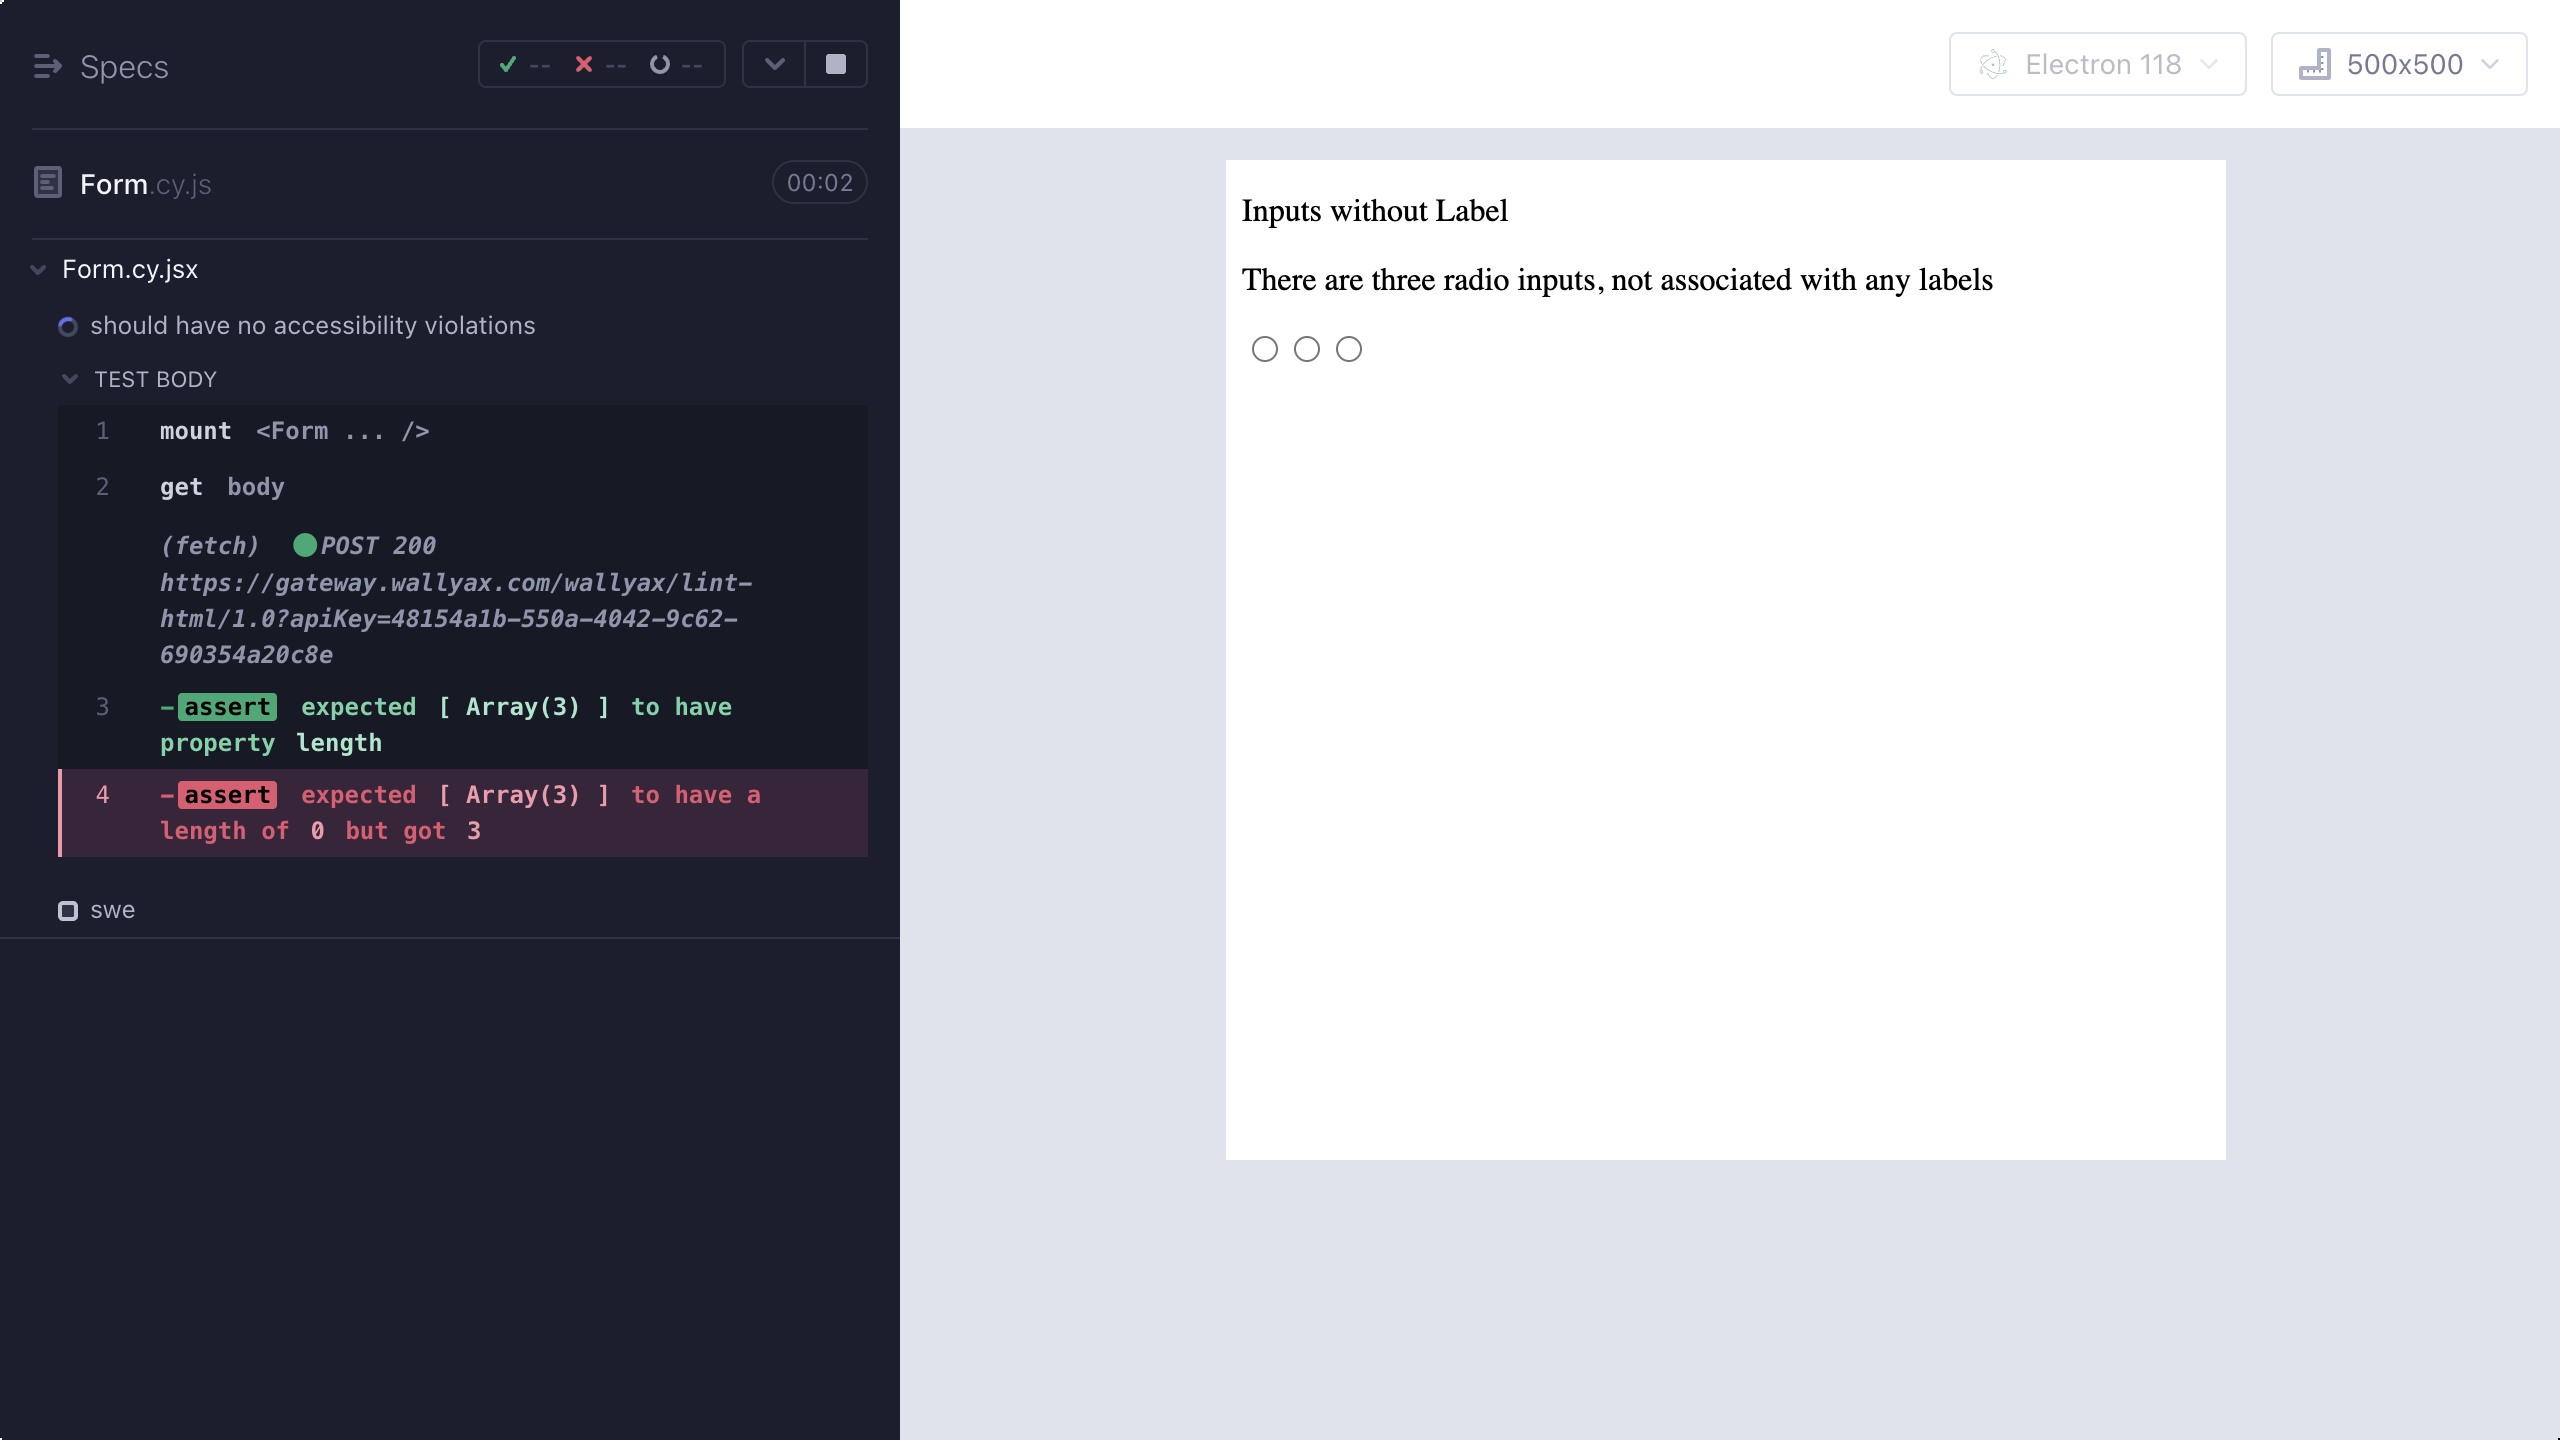 Specs
-- -- --
Form.cy.js 00:02
Form.cy.jsx
should have no accessibility violations
TEST BODY
1 mount <Form ... />
2 get body
(fetch) POST 200
https://gateway.wallyax.com/wallyax/lint-
html/1.0?apiKey=48154a1b-550a-4042-9c62-
690354a20c8e
3 -assert expected [ Array(3) ] to have
property length
4 -assert expected [ Array(3) ] to have a
length of 0 but got 3
swe
Electron 118
500x500
Inputs without Label
There are three radio inputs, not associated with any labels